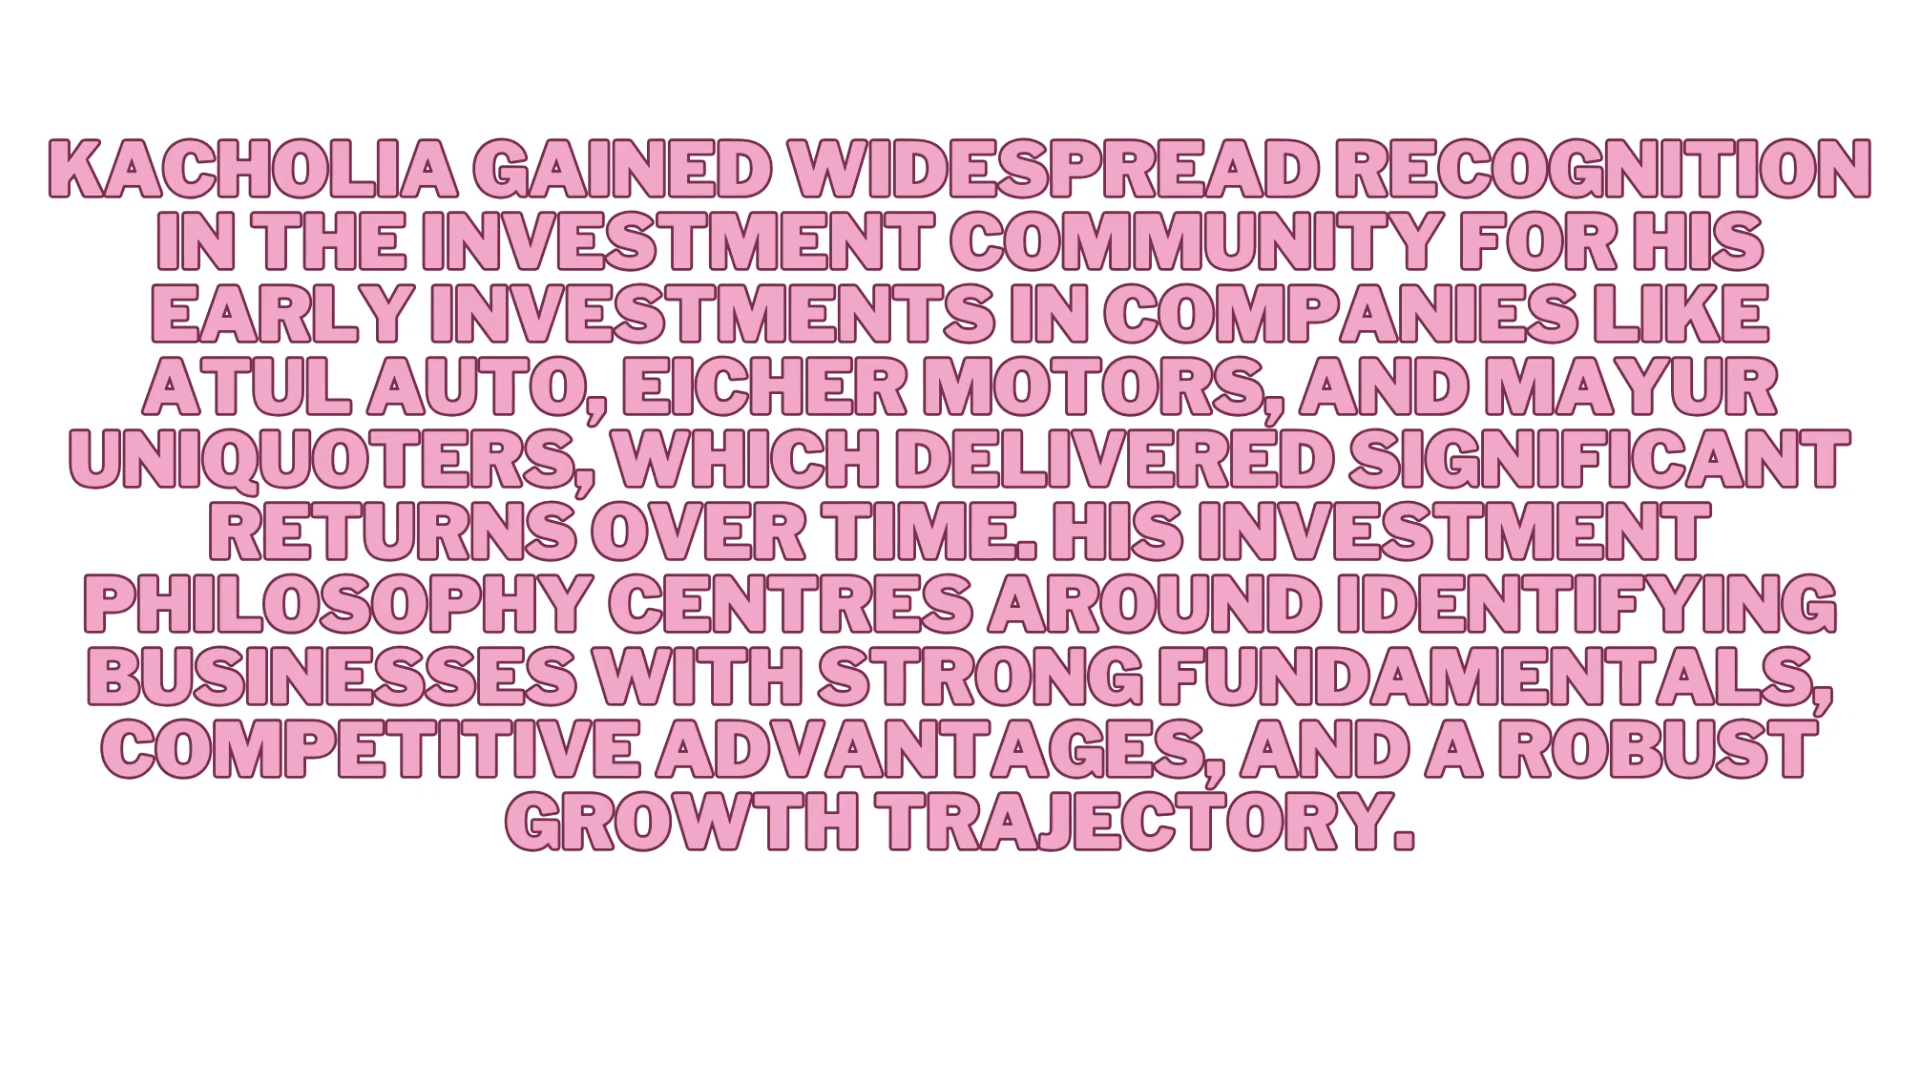 KACHOLIA GAINED WIDESPREAD RECOGNITION
IN THE INVESTMENT COMMUNITY FOR HIS
EARLY INVESTMENTS IN COMPANIES LIKE
ATUL AUTO, EICHER MOTORS, AND MAYUR
UNIQUOTERS, WHICH DELIVERED SIGNIFICANT
RETURNS OVER TIME. HIS INVESTMENT
PHILOSOPHY CENTRES AROUND IDENTIFYING
BUSINESSES WITH STRONG FUNDAMENTALS,
COMPETITIVE ADVANTAGES, AND A ROBUST
GROWTH TRAJECTORY.